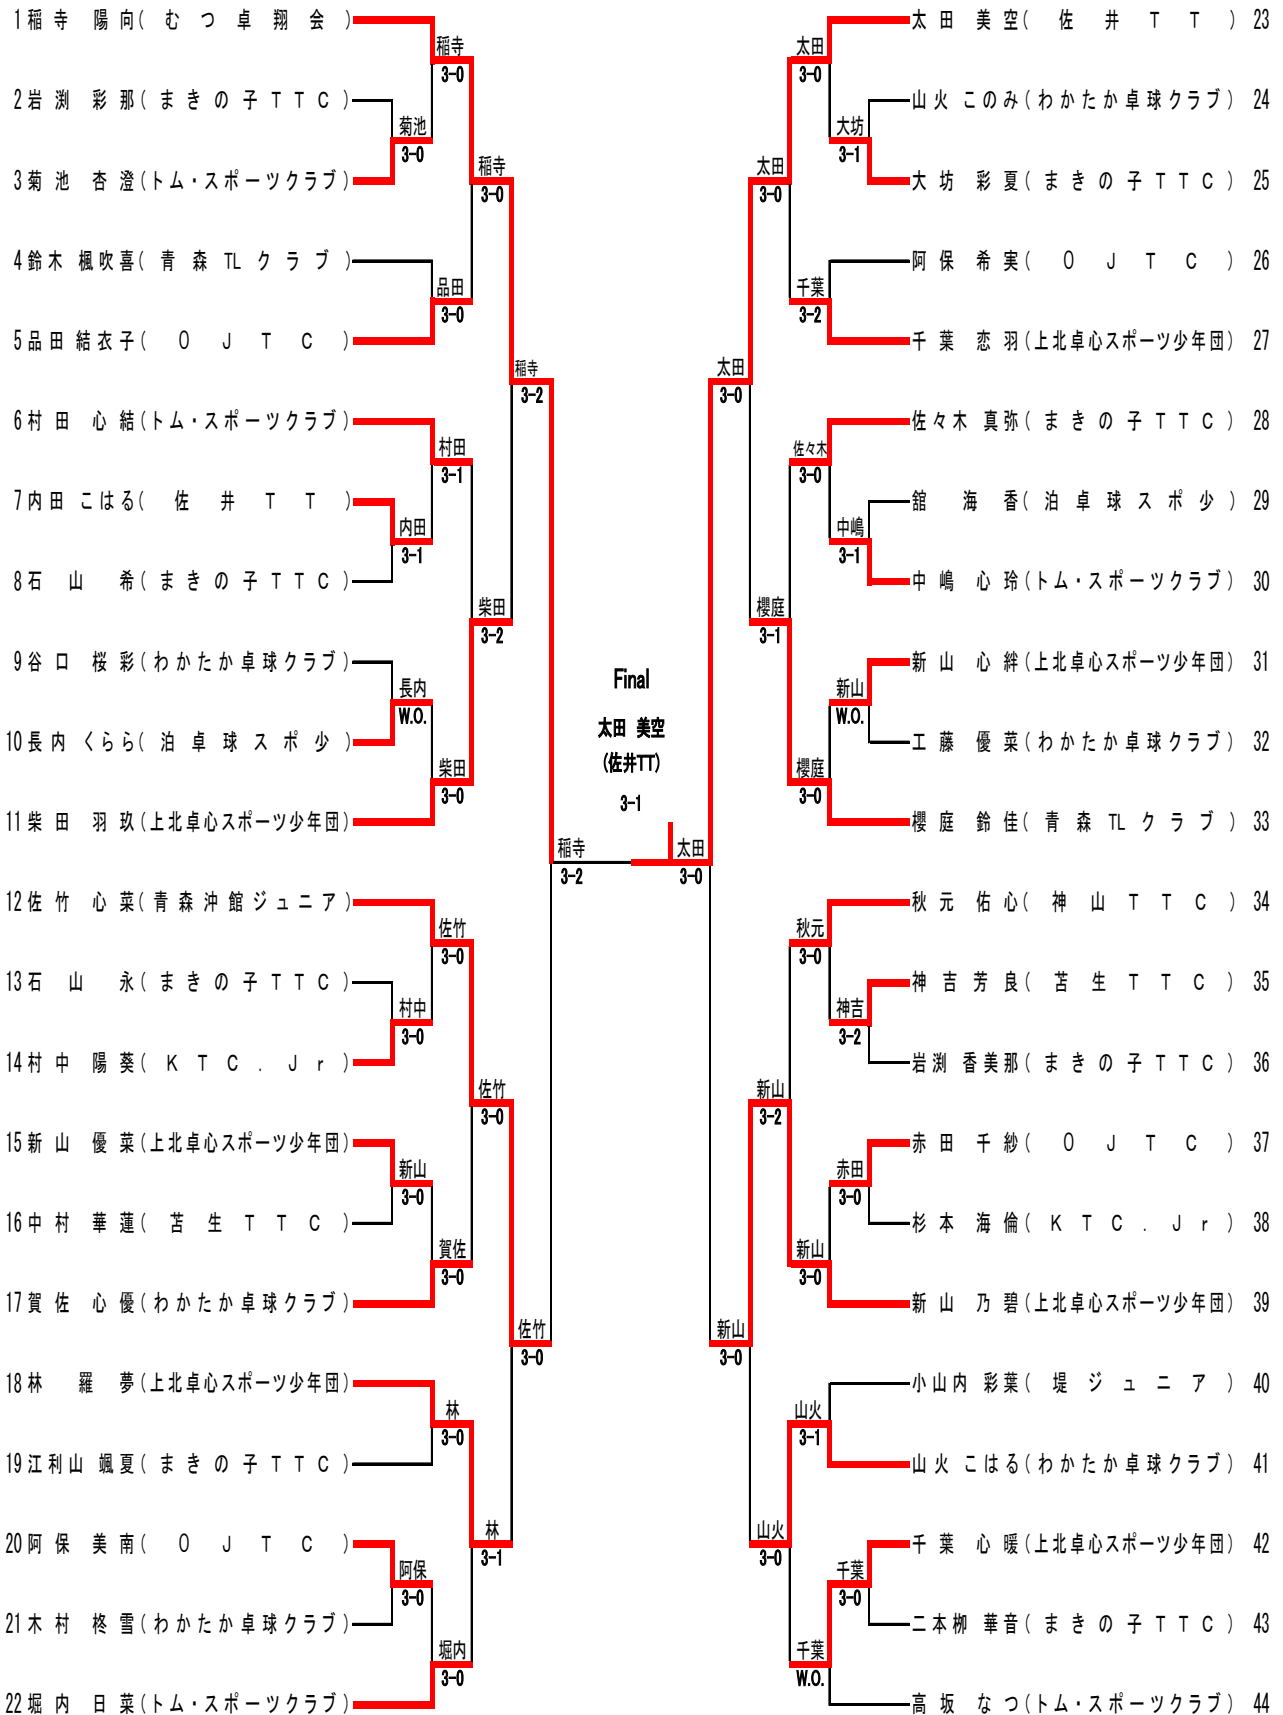 1 稲寺 陽向 (むつ卓翔会)
稲寺
3-0
2 岩渕 彩那 (まきの子TTC)
菊池
3-0
3 菊池 杏澄 (トム・スポーツクラブ)
稲寺
3-0
4 鈴木 楓吹喜 (青森TLクラブ)
品田
3-0
5 品田 結衣子 (OJTC)
稲寺
3-2
6 村田 心結 (トム・スポーツクラブ)
村田
3-1
7 内田 こはる (佐井TT)
内田
3-1
8 石山 希 (まきの子TTC)
柴田
3-2
9 谷口 桜彩 (わかたか卓球クラブ)
長内
W.O.
10 長内 くらら (泊卓球スポ少)
柴田
3-0
11 柴田 羽玖 (上北卓心スポーツ少年団)
稲寺
3-2
12 佐竹 心菜 (青森沖館ジュニア)
佐竹
3-0
13 石山 永 (まきの子TTC)
村中
3-0
14 村中 陽葵 (KTC.Jr)
佐竹
3-0
15 新山 優菜 (上北卓心スポーツ少年団)
新山
3-0
16 中村 華蓮 (苫生TTC)
賀佐
3-0
17 賀佐 心優 (わかたか卓球クラブ)
佐竹
3-0
18 林 羅夢 (上北卓心スポーツ少年団)
林
3-0
19 江利山 颯夏 (まきの子TTC)
林
3-1
20 阿保 美南 (OJTC)
阿保
3-0
21 木村 柊雪 (わかたか卓球クラブ)
堀内
3-0
22 堀内 日菜 (トム・スポーツクラブ)
Final
太田 美空
(佐井TT)
3-1
太田 美空 (佐井TT) 23
太田
3-0
山火 このみ (わかたか卓球クラブ) 24
大坊
3-1
大坊 彩夏 (まきの子TTC) 25
太田
3-0
阿保 希実 (OJTC) 26
千葉
3-2
千葉 恋羽 (上北卓心スポーツ少年団) 27
太田
3-0
佐々木 真弥 (まきの子TTC) 28
佐々木
3-0
舘 海香 (泊卓球スポ少) 29
中嶋
3-1
中嶋 心玲 (トム・スポーツクラブ) 30
櫻庭
3-1
新山 心絆 (上北卓心スポーツ少年団) 31
新山
W.O.
工藤 優菜 (わかたか卓球クラブ) 32
櫻庭
3-0
櫻庭 鈴佳 (青森TLクラブ) 33
太田
3-0
秋元 佑心 (神山TTC) 34
秋元
3-0
神吉 芳良 (苫生TTC) 35
神吉
3-2
岩渕 香美那 (まきの子TTC) 36
新山
3-2
赤田 千紗 (OJTC) 37
赤田
3-0
杉本 海倫 (KTC.Jr) 38
新山
3-0
新山 乃碧 (上北卓心スポーツ少年団) 39
新山
3-0
小山内 彩葉 (堤ジュニア) 40
山火
3-1
山火 こはる (わかたか卓球クラブ) 41
山火
3-0
千葉 心暖 (上北卓心スポーツ少年団) 42
千葉
3-0
二本柳 華音 (まきの子TTC) 43
千葉
W.O.
高坂 なつ (トム・スポーツクラブ) 44